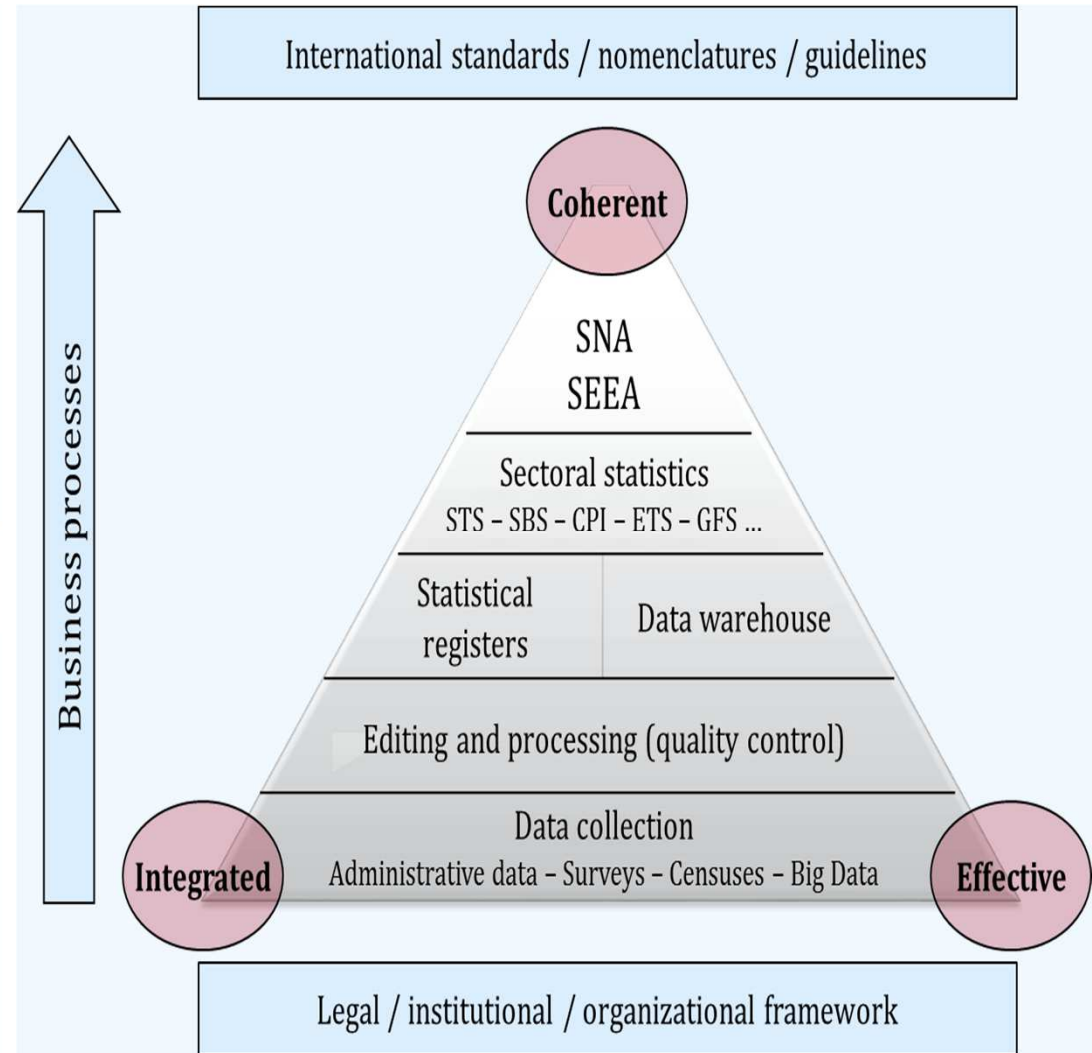 International standards / nomenclatures / guidelines
Business processes
Coherent
SNA
SEEA
Sectoral statistics
STS – SBS – CPI – ETS – GFS ...
Statistical
registers
Data warehouse
Editing and processing (quality control)
Data collection
Administrative data – Surveys – Censuses – Big Data
Integrated
Effective
Legal / institutional / organizational framework